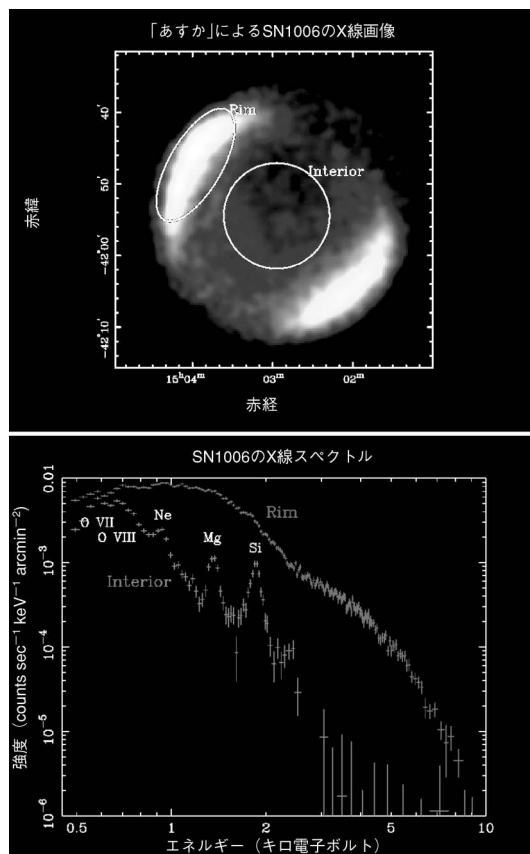 「あすか」によるSN1006のX線画像
Rim
Interior
赤緯
40′
50′
-42°00′
-42°10′
15ʰ04ᵐ
03ᵐ
02ᵐ
赤経
SN1006のX線スペクトル
強度（counts sec⁻¹ keV⁻¹ arcmin⁻²）
0.01
10⁻³
10⁻⁴
10⁻⁵
10⁻⁶
O VII
O VIII
Ne
Mg
Si
Rim
Interior
0.5
1
2
5
10
エネルギー（キロ電子ボルト）